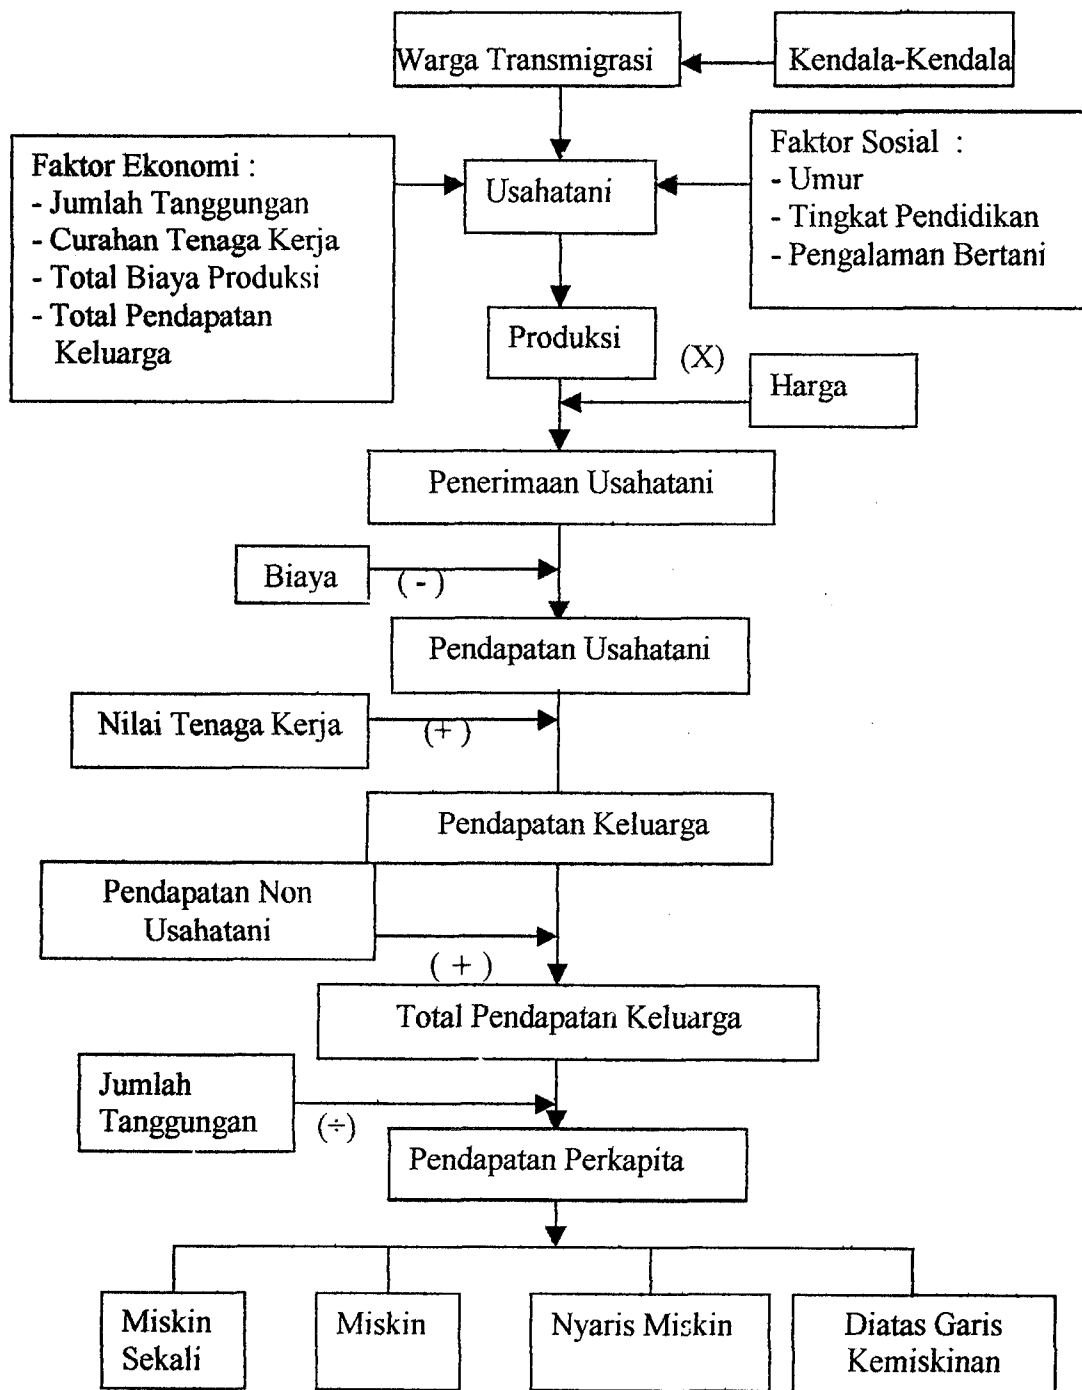 Warga Transmigrasi
Kendala-Kendala
Faktor Ekonomi :
- Jumlah Tanggungan
- Curahan Tenaga Kerja
- Total Biaya Produksi
- Total Pendapatan
Keluarga
Usahatani
Faktor Sosial :
- Umur
- Tingkat Pendidikan
- Pengalaman Bertani
Produksi
(X)
Harga
Penerimaan Usahatani
Biaya
( - )
Pendapatan Usahatani
Nilai Tenaga Kerja
(+ )
Pendapatan Keluarga
Pendapatan Non
Usahatani
( + )
Total Pendapatan Keluarga
Jumlah
Tanggungan
(÷)
Pendapatan Perkapita
Miskin
Sekali
Miskin
Nyaris Miskin
Diatas Garis
Kemiskinan